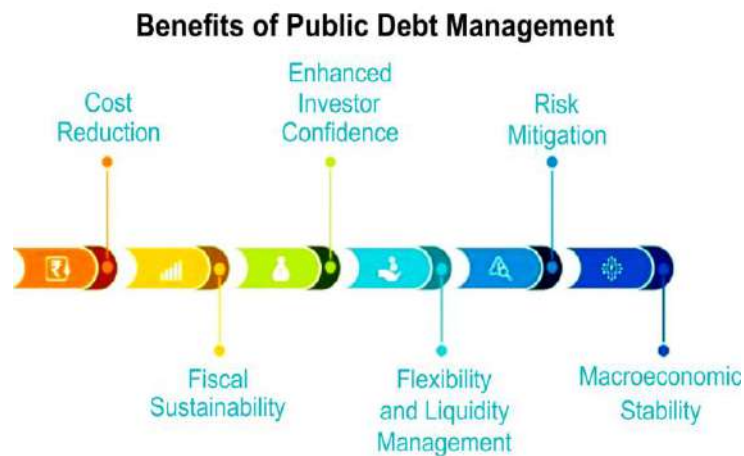 Benefits of Public Debt Management
Cost
Reduction
Enhanced
Investor
Confidence
Risk
Mitigation
₹
Fiscal
Sustainability
Flexibility
and Liquidity
Management
Macroeconomic
Stability